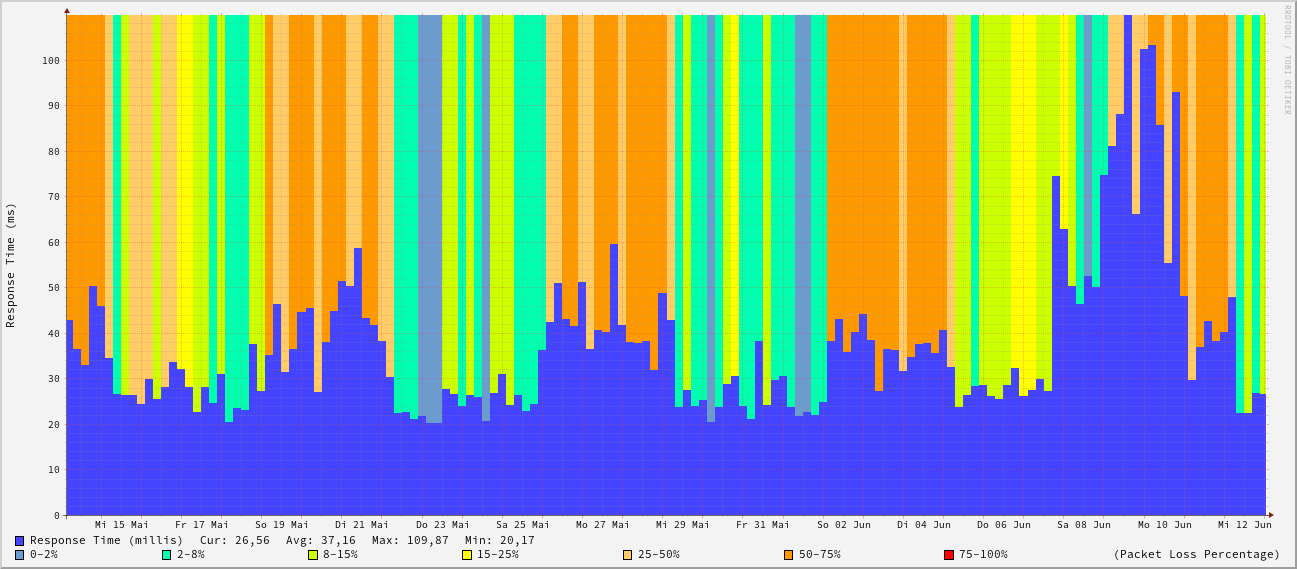 RRDTOOL / TOBI OETIKER
Response Time (ms)
100
90
80
70
60
50
40
30
20
10
0
Mi 15 Mai Fr 17 Mai So 19 Mai Di 21 Mai Do 23 Mai Sa 25 Mai Mo 27 Mai Mi 29 Mai Fr 31 Mai So 02 Jun Di 04 Jun Do 06 Jun Sa 08 Jun Mo 10 Jun Mi 12 Jun
Response Time (millis) Cur: 26,56 Avg: 37,16 Max: 109,87 Min: 20,17
0-2% 2-8% 8-15% 15-25% 25-50% 50-75% 75-100% (Packet Loss Percentage)